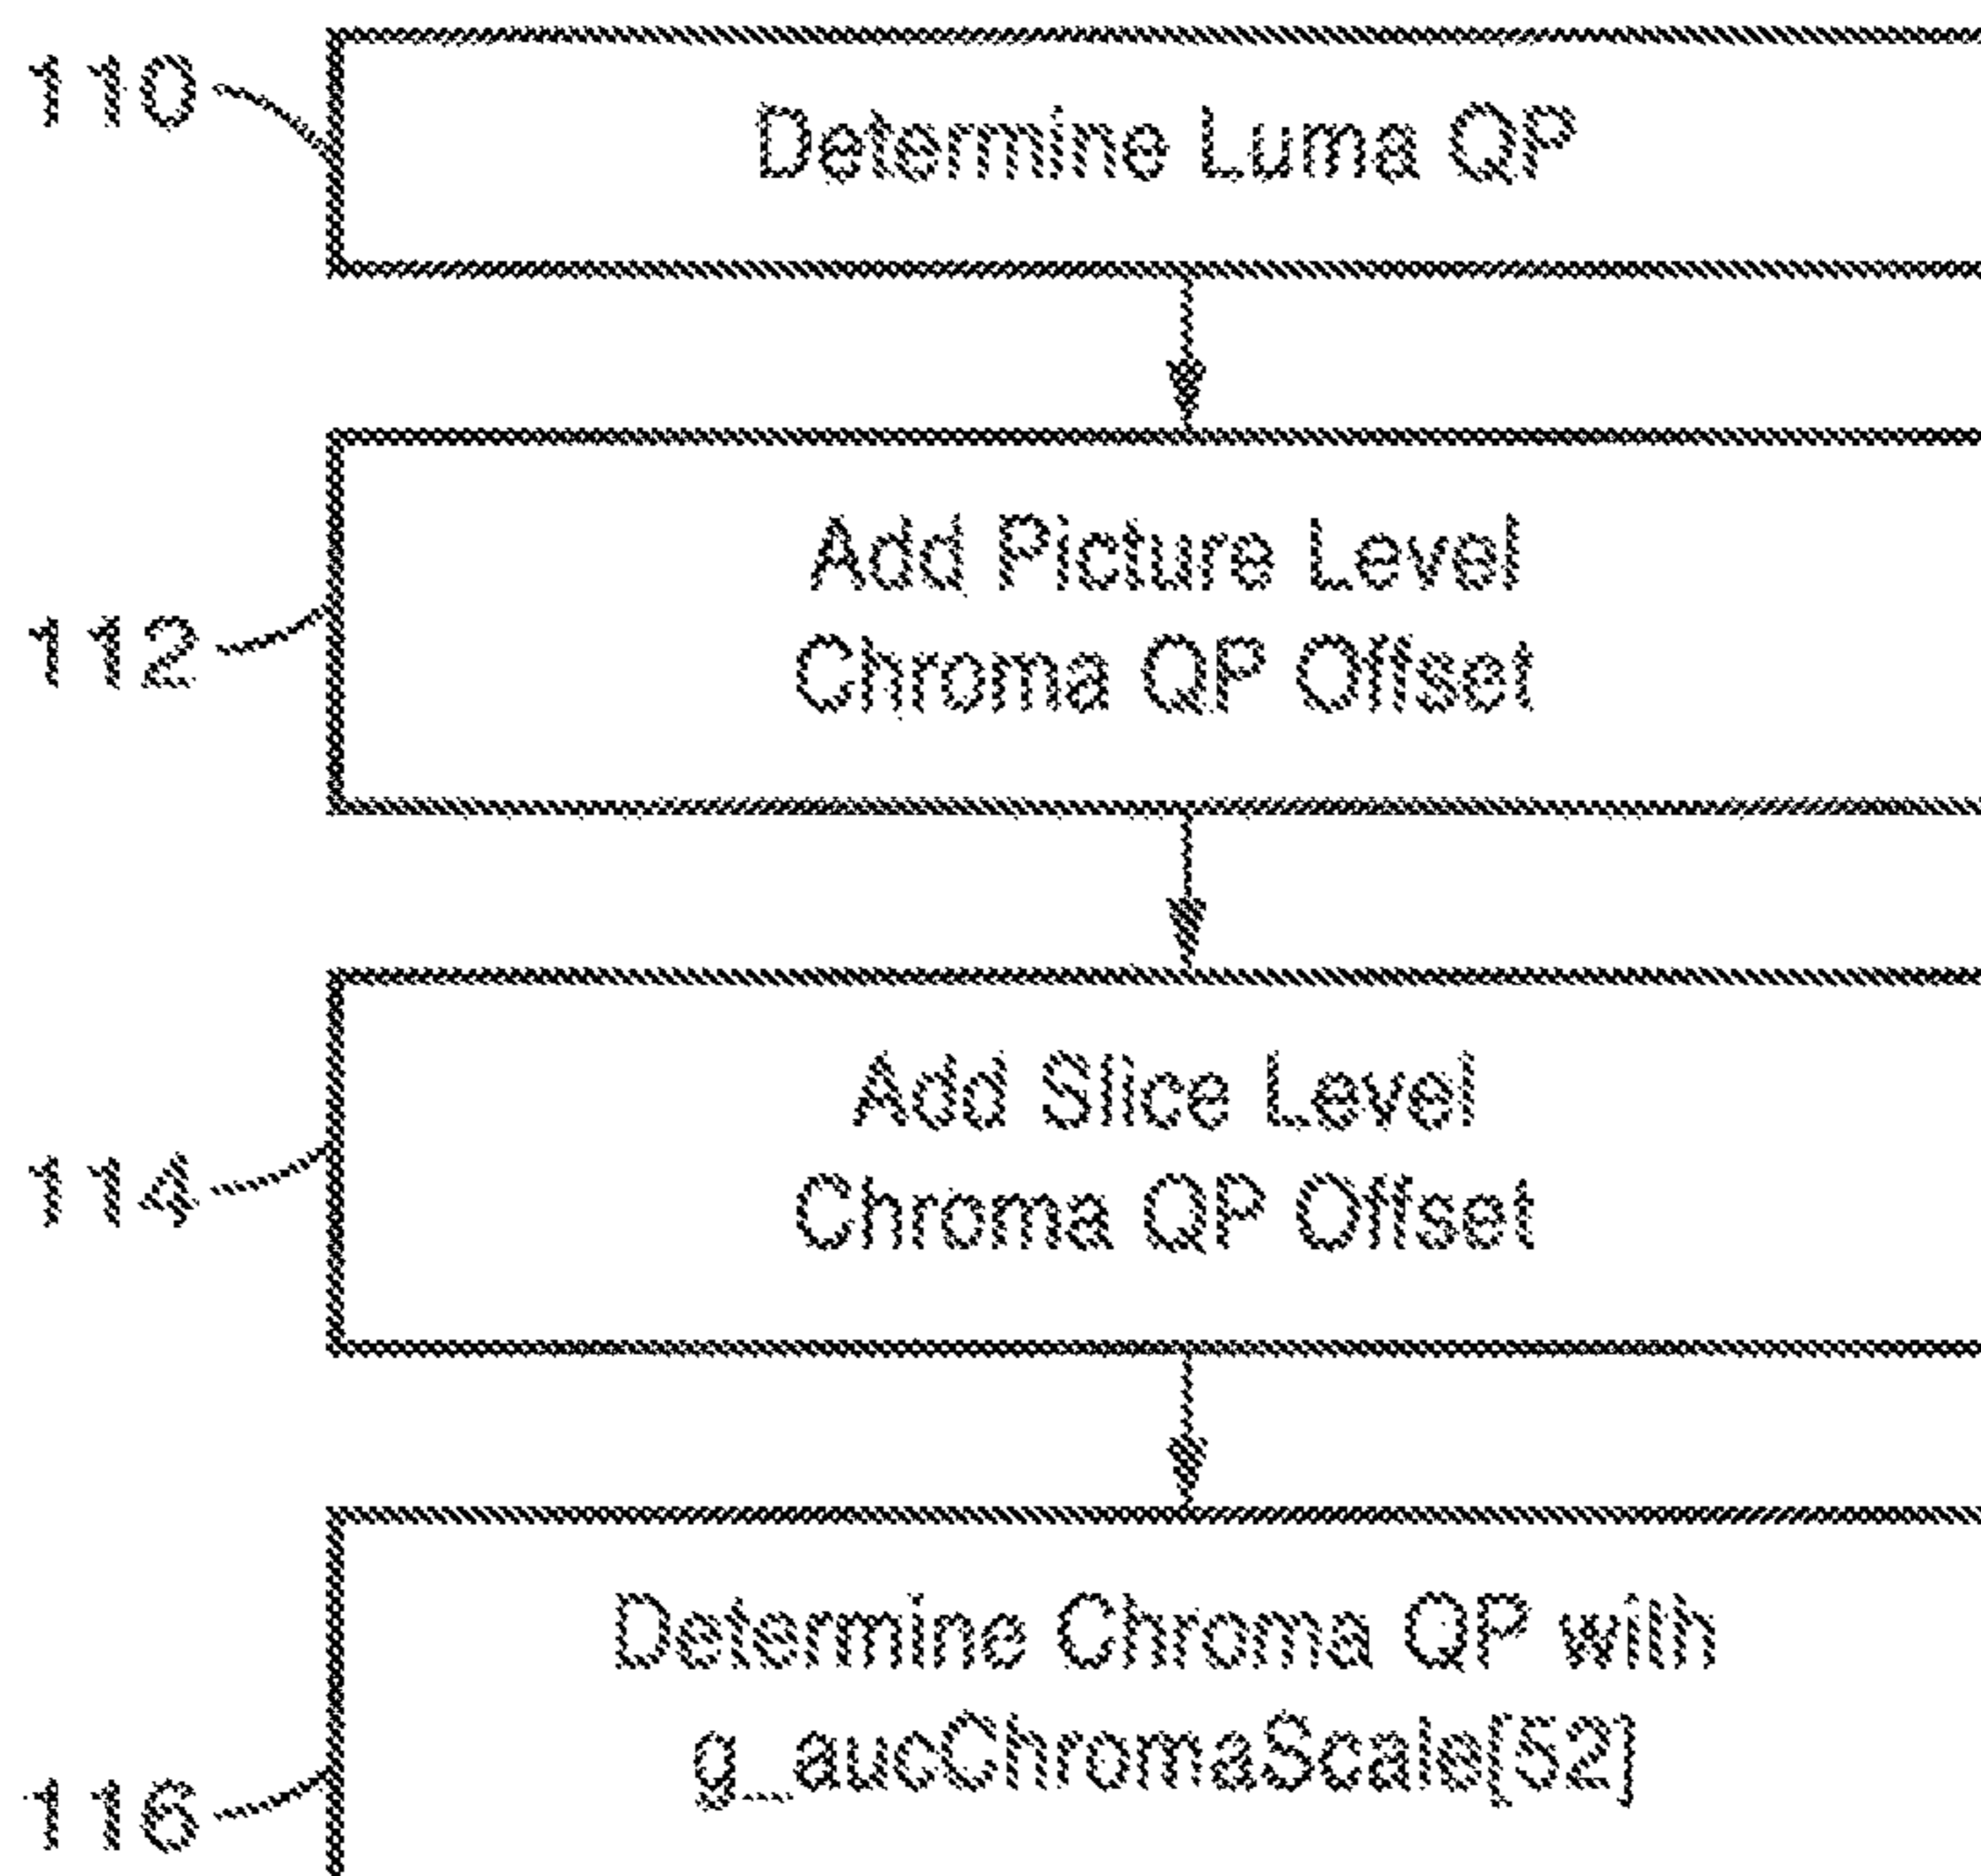 110
Determine Luma QP
112
Add Picture Level
Chroma QP Offset
114
Add Slice Level
Chroma QP Offset
116
Determine Chroma QP with
g_aucChromaScale[52]